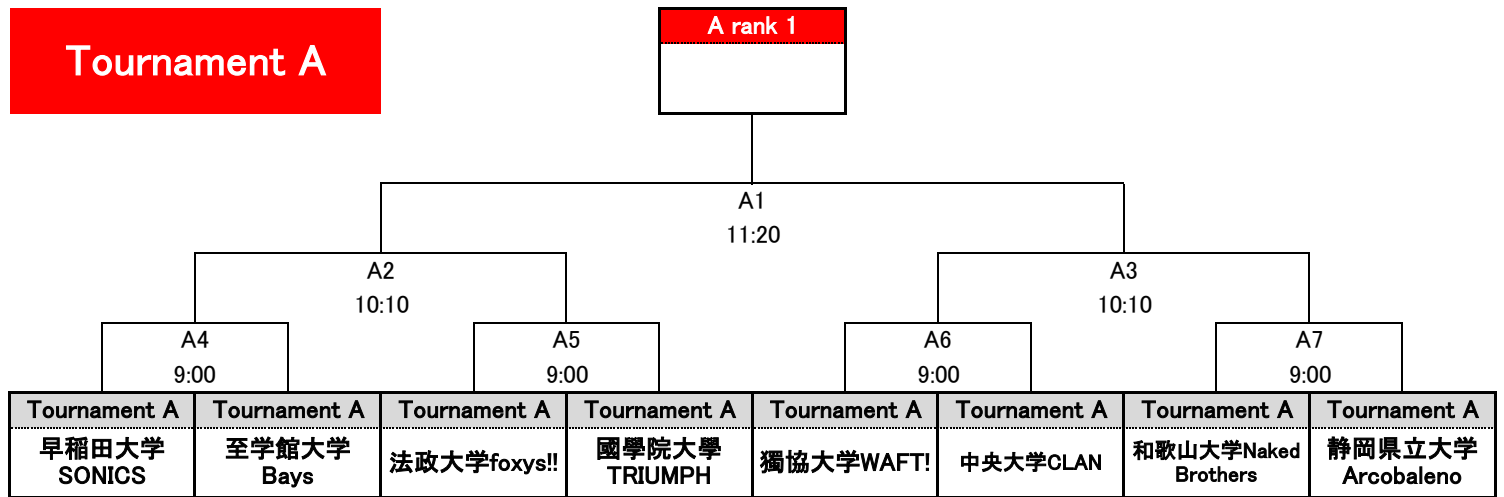 Tournament A
A rank 1
A1
11:20
A2
A3
10:10
10:10
A4
A5
A6
A7
9:00
9:00
9:00
9:00
Tournament A
Tournament A
Tournament A
Tournament A
Tournament A
Tournament A
Tournament A
Tournament A
早稲田大学
SONICS
至学館大学
Bays
法政大学foxys!!
國學院大學
TRIUMPH
獨協大学WAFT!
中央大学CLAN
和歌山大学Naked
Brothers
静岡県立大学
Arcobaleno